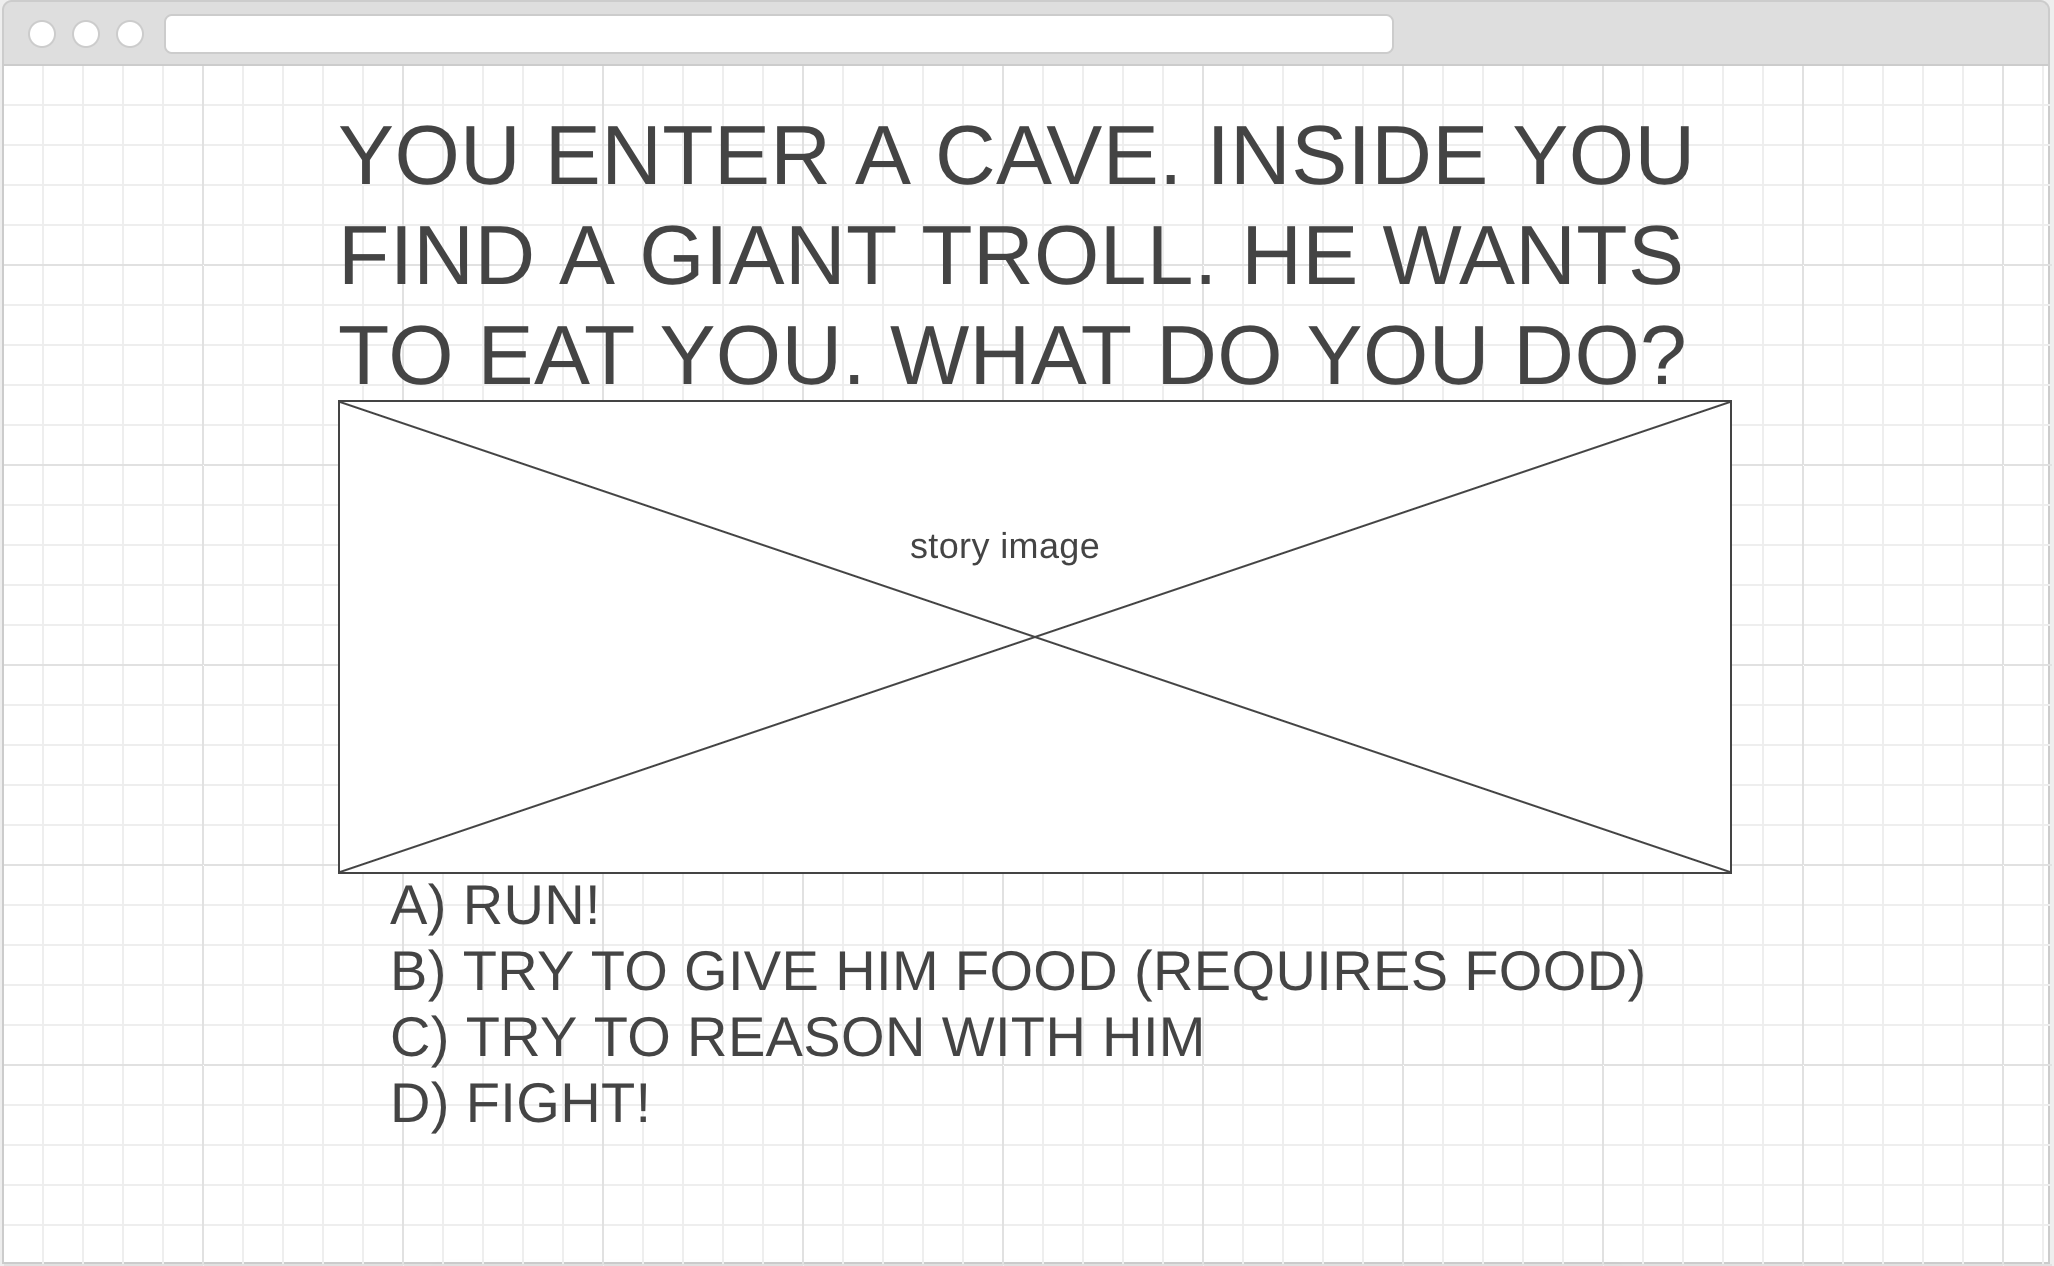 YOU ENTER A CAVE. INSIDE YOU
FIND A GIANT TROLL. HE WANTS
TO EAT YOU. WHAT DO YOU DO?
story image
A) RUN!
B) TRY TO GIVE HIM FOOD (REQUIRES FOOD)
C) TRY TO REASON WITH HIM
D) FIGHT!